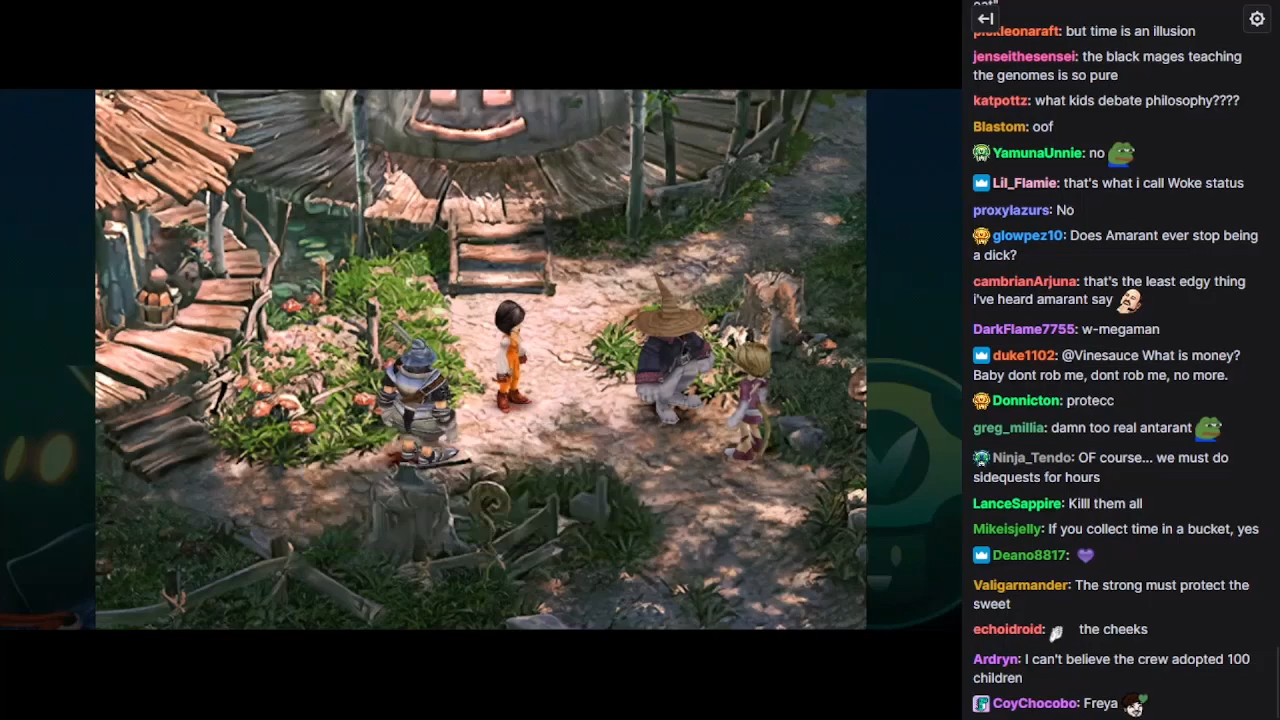 pickleonaraft: but time is an illusion
jenseithesensei: the black mages teaching
the genomes is so pure
katpottz: what kids debate philosophy????
Blastom: oof
YamunaUnnie: no
Lil_Flamie: that's what i call Woke status
proxylazurs: No
glowpez10: Does Amarant ever stop being
a dick?
cambrianArjuna: that's the least edgy thing
i've heard amarant say
DarkFlame7755: w-megaman
duke1102: @Vinesauce What is money?
Baby dont rob me, dont rob me, no more.
Donnicton: protecc
greg_millia: damn too real antarant
Ninja_Tendo: OF course... we must do
sidequests for hours
LanceSappire: Killl them all
Mikeisjelly: If you collect time in a bucket, yes
Deano8817:
Valigarmander: The strong must protect the
sweet
echoidroid: the cheeks
Ardryn: I can't believe the crew adopted 100
children
CoyChocobo: Freya